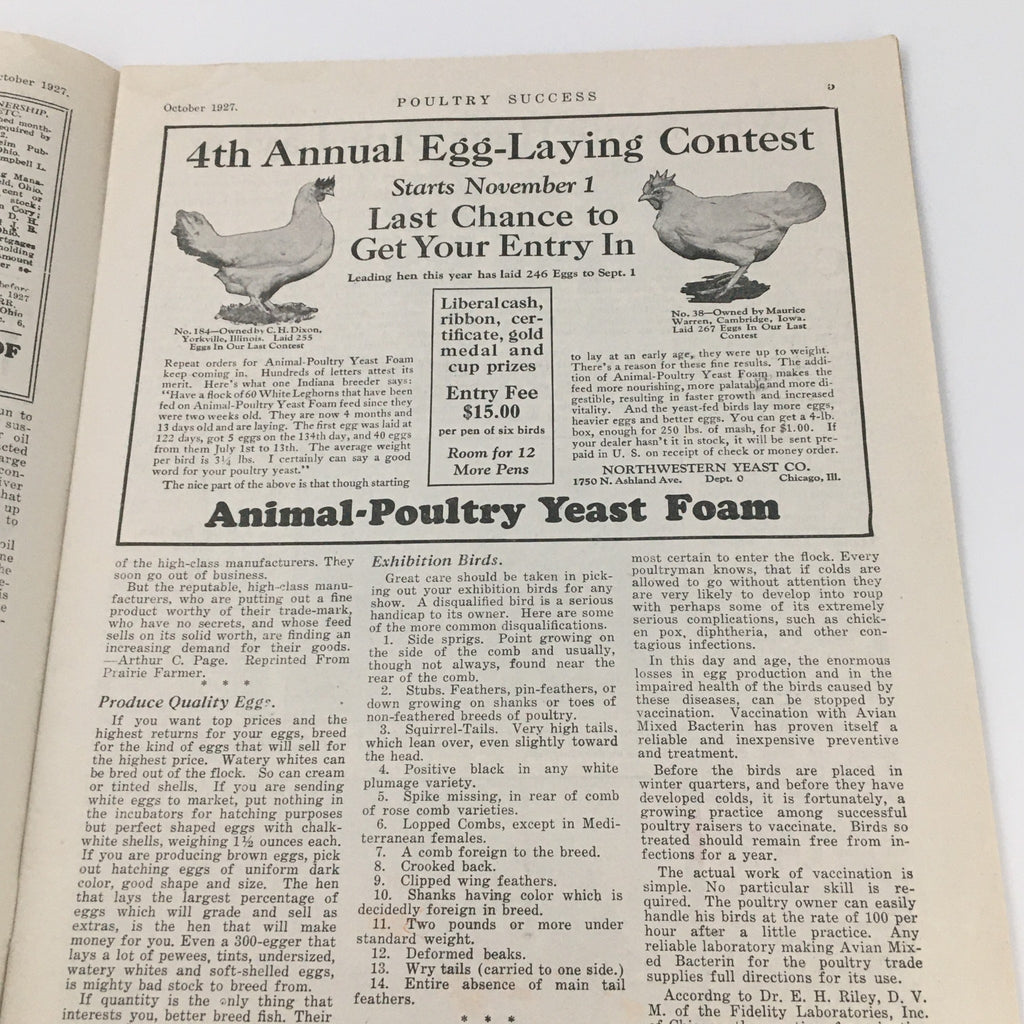 October 1927.
NERSHIP,
ETC.
Ohio.
mpbell L.
ld, Ohio,
cent or
stock:
n Cory;
D. H.
J. B.
Ohio.
rtgages
holding
amount
er se-
before
1927
RR.
Ohio
6.
OF
un to
sus-
oil
cted
arge
con-
iver
hat
up
to
October 1927.
POULTRY SUCCESS
9
4th Annual Egg-Laying Contest
Starts November 1
Last Chance to
Get Your Entry In
Leading hen this year has laid 246 Eggs to Sept. 1
No. 184—Owned by C. H. Dixon,
Yorkville, Illinois. Laid 255
Eggs In Our Last Contest
No. 38—Owned by Maurice
Warren, Cambridge, Iowa.
Laid 267 Eggs In Our Last
Contest
Repeat orders for Animal-Poultry Yeast Foam
keep coming in. Hundreds of letters attest its
merit. Here's what one Indiana breeder says:
"Have a flock of 60 White Leghorns that have been
fed on Animal-Poultry Yeast Foam feed since they
were two weeks old. They are now 4 months and
13 days old and are laying. The first egg was laid at
122 days, got 5 eggs on the 134th day, and 40 eggs
from them July 1st to 13th. The average weight
per bird is 3¼ lbs. I certainly can say a good
word for your poultry yeast."
The nice part of the above is that though starting
Liberal cash,
ribbon, cer-
tificate, gold
medal and
cup prizes
Entry Fee
$15.00
per pen of six birds
Room for 12
More Pens
to lay at an early age, they were up to weight.
There's a reason for these fine results. The addi-
tion of Animal-Poultry Yeast Foam makes the
feed more nourishing, more palatable and more di-
gestible, resulting in faster growth and increased
vitality. And the yeast-fed birds lay more eggs,
heavier eggs and better eggs. You can get a 4-lb.
box, enough for 250 lbs. of mash, for $1.00. If
your dealer hasn't it in stock, it will be sent pre-
paid in U. S. on receipt of check or money order.
NORTHWESTERN YEAST CO.
1750 N. Ashland Ave. Dept. O Chicago, Ill.
Animal-Poultry Yeast Foam
of the high-class manufacturers. They
soon go out of business.
But the reputable, high-class manu-
facturers, who are putting out a fine
product worthy of their trade-mark,
who have no secrets, and whose feed
sells on its solid worth, are finding an
increasing demand for their goods.
—Arthur C. Page. Reprinted From
Prairie Farmer.
* * *
Produce Quality Eggs.
If you want top prices and the
highest returns for your eggs, breed
for the kind of eggs that will sell for
the highest price. Watery whites can
be bred out of the flock. So can cream
or tinted shells. If you are sending
white eggs to market, put nothing in
the incubators for hatching purposes
but perfect shaped eggs with chalk-
white shells, weighing 1½ ounces each.
If you are producing brown eggs, pick
out hatching eggs of uniform dark
color, good shape and size. The hen
that lays the largest percentage of
eggs which will grade and sell as
extras, is the hen that will make
money for you. Even a 300-egger that
lays a lot of pewees, tints, undersized,
watery whites and soft-shelled eggs,
is mighty bad stock to breed from.
If quantity is the only thing that
interests you, better breed fish. Their
Exhibition Birds.
Great care should be taken in pick-
ing out your exhibition birds for any
show. A disqualified bird is a serious
handicap to its owner. Here are some
of the more common disqualifications.
1. Side sprigs. Point growing on
the side of the comb and usually,
though not always, found near the
rear of the comb.
2. Stubs. Feathers, pin-feathers, or
down growing on shanks or toes of
non-feathered breeds of poultry.
3. Squirrel-Tails. Very high tails,
which lean over, even slightly toward
the head.
4. Positive black in any white
plumage variety.
5. Spike missing, in rear of comb
of rose comb varieties.
6. Lopped Combs, except in Medi-
terranean females.
7. A comb foreign to the breed.
8. Crooked back.
9. Clipped wing feathers.
10. Shanks having color which is
decidedly foreign in breed.
11. Two pounds or more under
standard weight.
12. Deformed beaks.
13. Wry tails (carried to one side.)
14. Entire absence of main tail
feathers.
* * *
most certain to enter the flock. Every
poultryman knows, that if colds are
allowed to go without attention they
are very likely to develop into roup
with perhaps some of its extremely
serious complications, such as chick-
en pox, diphtheria, and other con-
tagious infections.
In this day and age, the enormous
losses in egg production and in the
impaired health of the birds caused by
these diseases, can be stopped by
vaccination. Vaccination with Avian
Mixed Bacterin has proven itself a
reliable and inexpensive preventive
and treatment.
Before the birds are placed in
winter quarters, and before they have
developed colds, it is fortunately, a
growing practice among successful
poultry raisers to vaccinate. Birds so
treated should remain free from in-
fections for a year.
The actual work of vaccination is
simple. No particular skill is re-
quired. The poultry owner can easily
handle his birds at the rate of 100 per
hour after a little practice. Any
reliable laboratory making Avian Mix-
ed Bacterin for the poultry trade
supplies full directions for its use.
Accordng to Dr. E. H. Riley, D. V.
M. of the Fidelity Laboratories, Inc.